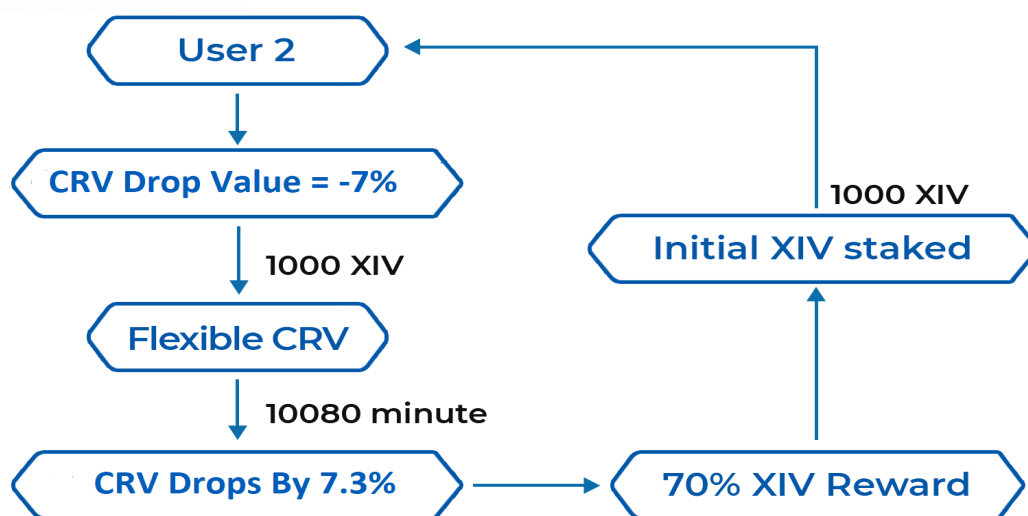 User 2
CRV Drop Value = -7%
1000 XIV
Flexible CRV
10080 minute
CRV Drops By 7.3%
70% XIV Reward
Initial XIV staked
1000 XIV